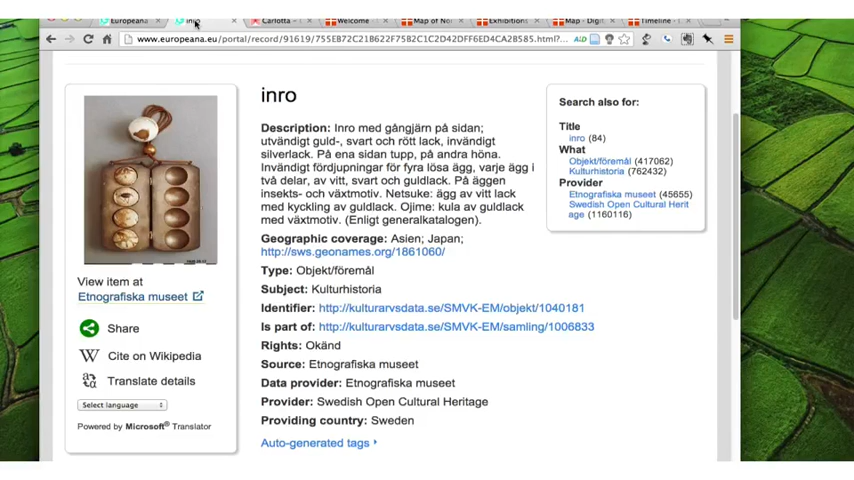 Europeana
inro
Carlotta –
Welcome
Map of No
Exhibitions
Map - Digit
Timeline -
www.europeana.eu/portal/record/91619/755EB72C21B622F75B2C1C2D42DFF6ED4CA2B585.html?...
inro
Description: Inro med gångjärn på sidan;
utvändigt guld-, svart och rött lack, invändigt
silverlack. På ena sidan tupp, på andra höna.
Invändigt fördjupningar för fyra lösa ägg, varje ägg i
två delar, av vitt, svart och guldlack. På äggen
insekts- och växtmotiv. Netsuke: ägg av vitt lack
med kyckling av guldlack. Ojime: kula av guldlack
med växtmotiv. (Enligt generalkatalogen).
Geographic coverage: Asien; Japan;
http://sws.geonames.org/1861060/
Type: Objekt/föremål
Subject: Kulturhistoria
Identifier: http://kulturarvsdata.se/SMVK-EM/objekt/1040181
Is part of: http://kulturarvsdata.se/SMVK-EM/samling/1006833
Rights: Okänd
Source: Etnografiska museet
Data provider: Etnografiska museet
Provider: Swedish Open Cultural Heritage
Providing country: Sweden
Auto-generated tags
View item at
Etnografiska museet
Share
Cite on Wikipedia
Translate details
Select language
Powered by Microsoft® Translator
Search also for:
Title
inro (84)
What
Objekt/föremål (417062)
Kulturhistoria (762432)
Provider
Etnografiska museet (45655)
Swedish Open Cultural Herit
age (1160116)